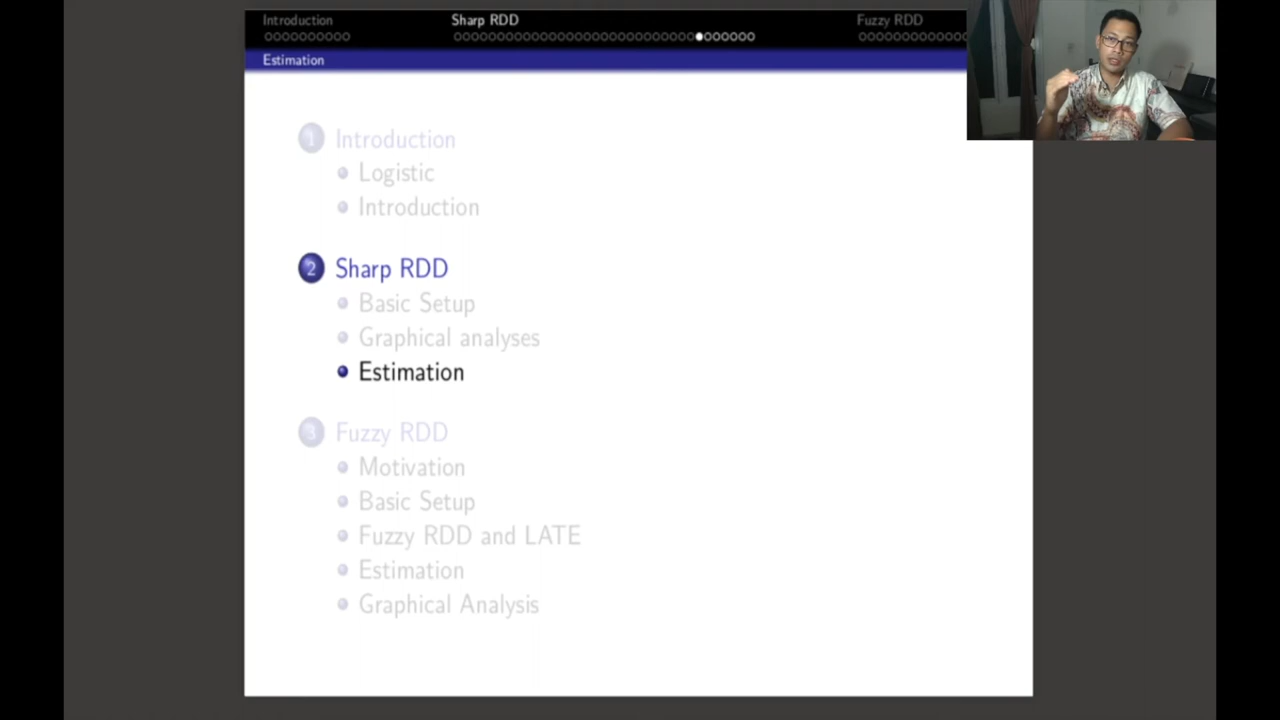 Introduction
Sharp RDD
Fuzzy RDD
Estimation
1 Introduction
Logistic
Introduction
2 Sharp RDD
Basic Setup
Graphical analyses
Estimation
3 Fuzzy RDD
Motivation
Basic Setup
Fuzzy RDD and LATE
Estimation
Graphical Analysis